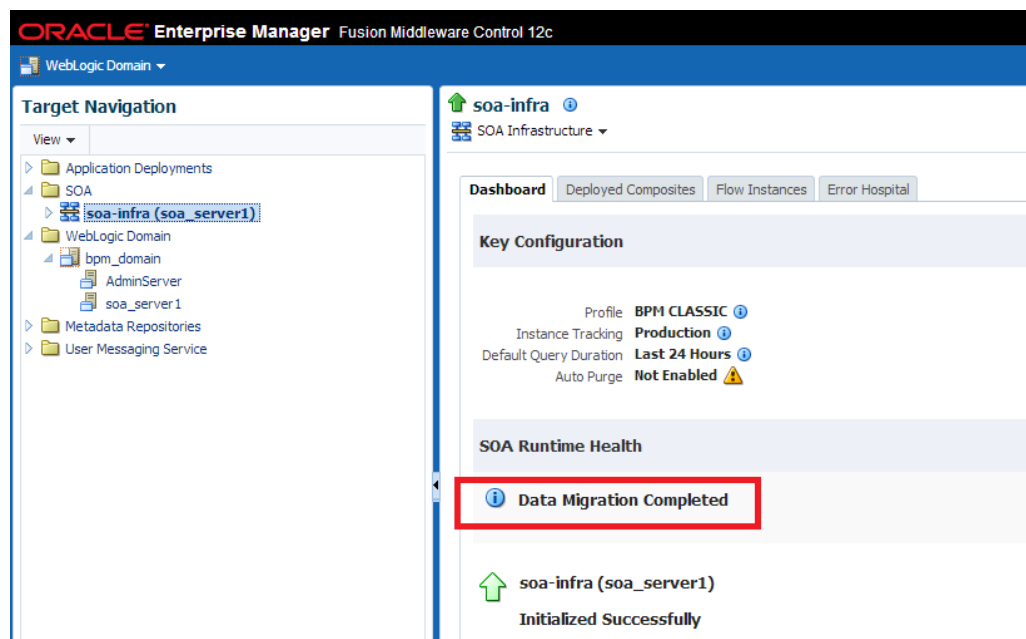 ORACLE Enterprise Manager Fusion Middleware Control 12c
WebLogic Domain
Target Navigation
View
Application Deployments
SOA
soa-infra (soa_server1)
WebLogic Domain
bpm_domain
AdminServer
soa_server1
Metadata Repositories
User Messaging Service
soa-infra
SOA Infrastructure
Dashboard Deployed Composites Flow Instances Error Hospital
Key Configuration
Profile BPM CLASSIC
Instance Tracking Production
Default Query Duration Last 24 Hours
Auto Purge Not Enabled
SOA Runtime Health
Data Migration Completed
soa-infra (soa_server1)
Initialized Successfully